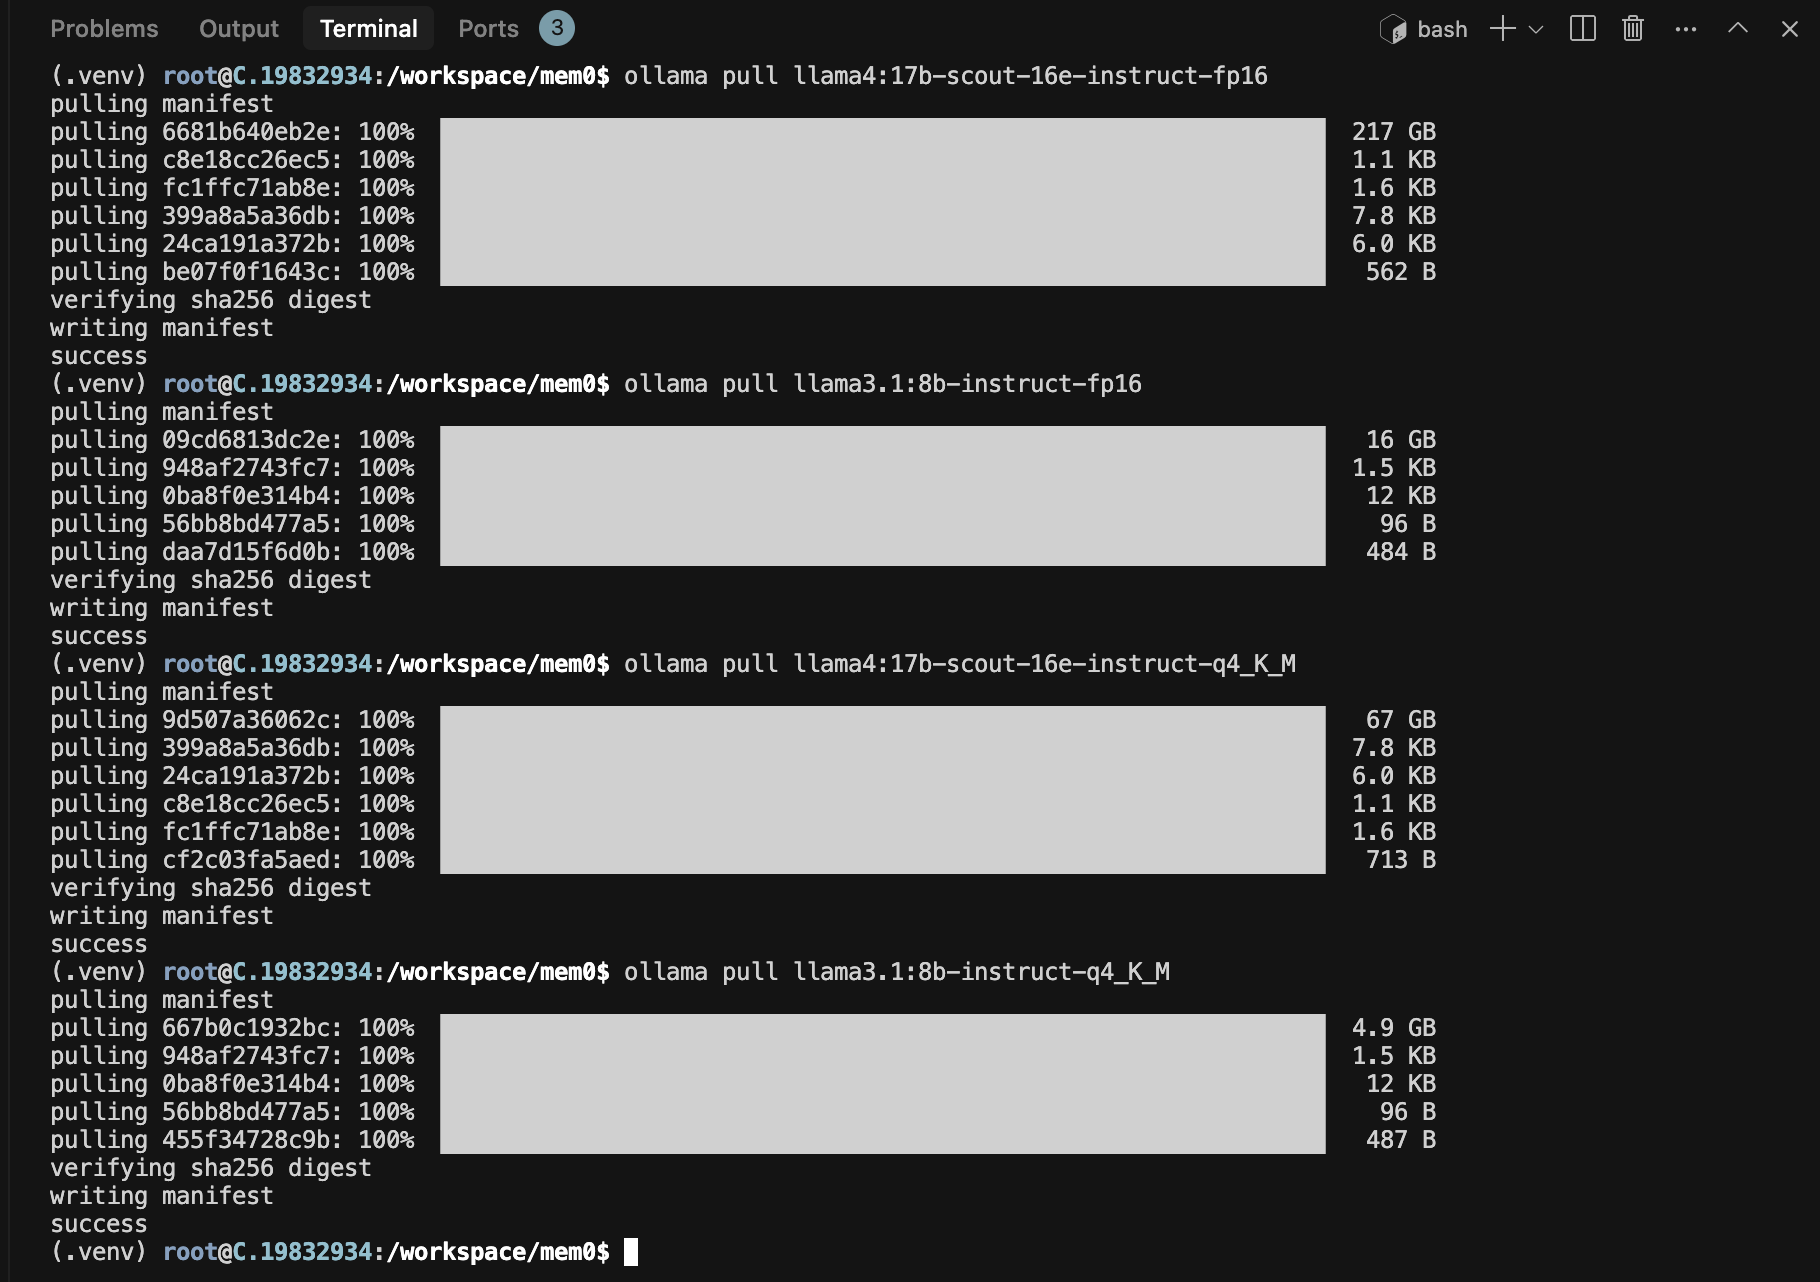 Problems Output Terminal Ports 3 bash
(.venv) root@C.19832934:/workspace/mem0$ ollama pull llama4:17b-scout-16e-instruct-fp16
pulling manifest
pulling 6681b640eb2e: 100% 217 GB
pulling c8e18cc26ec5: 100% 1.1 KB
pulling fc1ffc71ab8e: 100% 1.6 KB
pulling 399a8a5a36db: 100% 7.8 KB
pulling 24ca191a372b: 100% 6.0 KB
pulling be07f0f1643c: 100% 562 B
verifying sha256 digest
writing manifest
success
(.venv) root@C.19832934:/workspace/mem0$ ollama pull llama3.1:8b-instruct-fp16
pulling manifest
pulling 09cd6813dc2e: 100% 16 GB
pulling 948af2743fc7: 100% 1.5 KB
pulling 0ba8f0e314b4: 100% 12 KB
pulling 56bb8bd477a5: 100% 96 B
pulling daa7d15f6d0b: 100% 484 B
verifying sha256 digest
writing manifest
success
(.venv) root@C.19832934:/workspace/mem0$ ollama pull llama4:17b-scout-16e-instruct-q4_K_M
pulling manifest
pulling 9d507a36062c: 100% 67 GB
pulling 399a8a5a36db: 100% 7.8 KB
pulling 24ca191a372b: 100% 6.0 KB
pulling c8e18cc26ec5: 100% 1.1 KB
pulling fc1ffc71ab8e: 100% 1.6 KB
pulling cf2c03fa5aed: 100% 713 B
verifying sha256 digest
writing manifest
success
(.venv) root@C.19832934:/workspace/mem0$ ollama pull llama3.1:8b-instruct-q4_K_M
pulling manifest
pulling 667b0c1932bc: 100% 4.9 GB
pulling 948af2743fc7: 100% 1.5 KB
pulling 0ba8f0e314b4: 100% 12 KB
pulling 56bb8bd477a5: 100% 96 B
pulling 455f34728c9b: 100% 487 B
verifying sha256 digest
writing manifest
success
(.venv) root@C.19832934:/workspace/mem0$